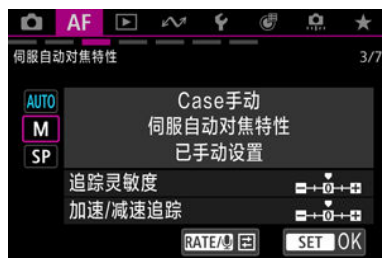 AF
伺服自动对焦特性 3/7
AUTO
M
SP
Case手动
伺服自动对焦特性
已手动设置
追踪灵敏度 0
加速/减速追踪 0
RATE/ SET OK